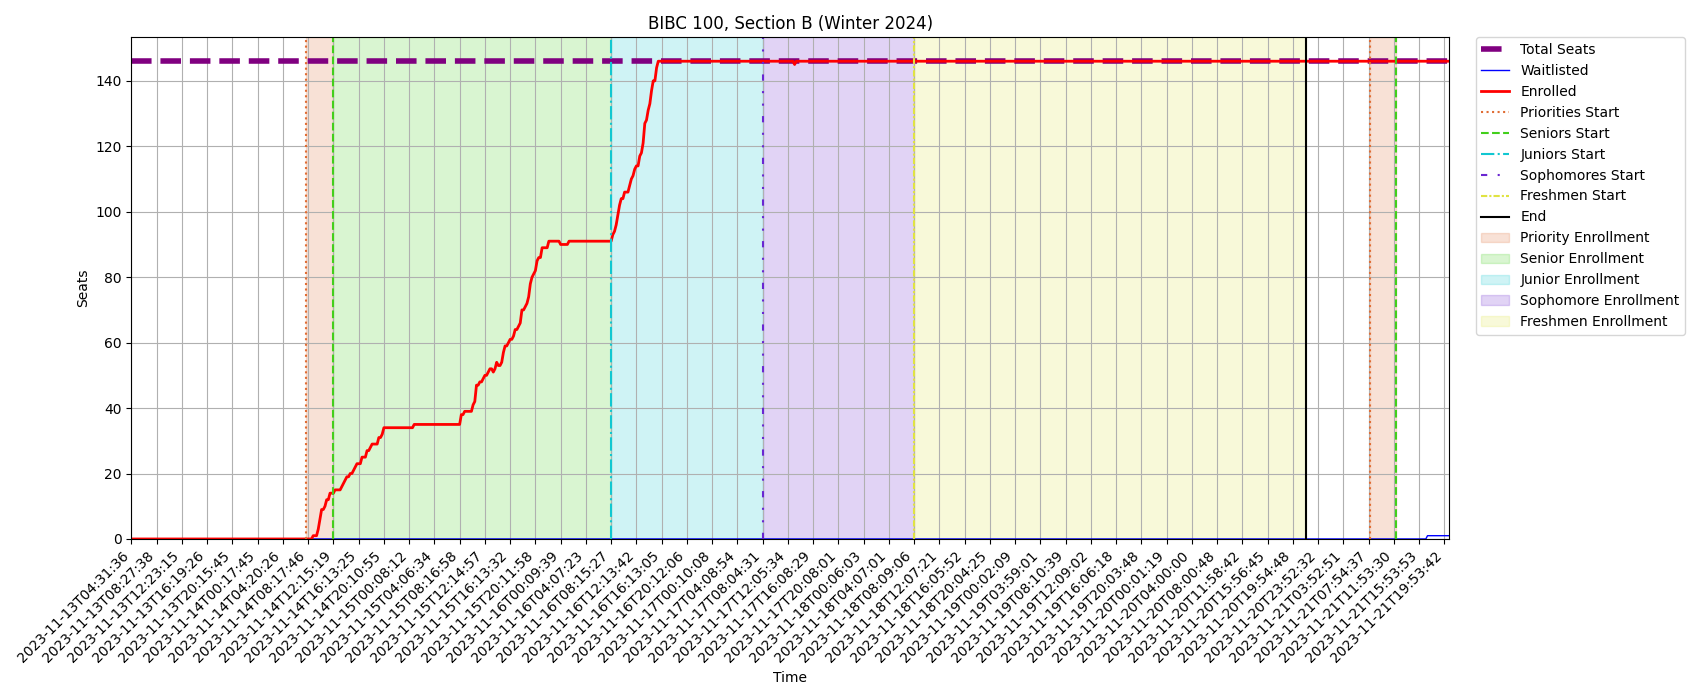 BIBC 100, Section B (Winter 2024)
Seats
140
120
100
80
60
40
20
0
2023-11-13T04:31:36
2023-11-13T08:27:38
2023-11-13T12:23:15
2023-11-13T16:19:26
2023-11-13T20:15:45
2023-11-14T00:17:45
2023-11-14T04:20:26
2023-11-14T08:17:46
2023-11-14T12:15:19
2023-11-14T16:13:25
2023-11-14T20:10:55
2023-11-15T00:08:12
2023-11-15T04:06:34
2023-11-15T08:16:58
2023-11-15T12:14:57
2023-11-15T16:13:32
2023-11-15T20:11:58
2023-11-16T00:09:39
2023-11-16T04:07:23
2023-11-16T08:15:27
2023-11-16T12:13:42
2023-11-16T16:13:05
2023-11-16T20:12:06
2023-11-17T00:10:08
2023-11-17T04:08:54
2023-11-17T08:04:31
2023-11-17T12:05:34
2023-11-17T16:08:29
2023-11-17T20:08:01
2023-11-18T00:06:03
2023-11-18T04:07:01
2023-11-18T08:09:06
2023-11-18T12:07:21
2023-11-18T16:05:52
2023-11-18T20:04:25
2023-11-19T00:02:09
2023-11-19T03:59:01
2023-11-19T08:10:39
2023-11-19T12:09:02
2023-11-19T16:06:18
2023-11-19T20:03:48
2023-11-20T00:01:19
2023-11-20T04:00:00
2023-11-20T08:00:48
2023-11-20T11:58:42
2023-11-20T15:56:45
2023-11-20T19:54:48
2023-11-20T23:52:32
2023-11-21T03:52:51
2023-11-21T07:54:37
2023-11-21T11:53:30
2023-11-21T15:53:53
2023-11-21T19:53:42
Time
Total Seats
Waitlisted
Enrolled
Priorities Start
Seniors Start
Juniors Start
Sophomores Start
Freshmen Start
End
Priority Enrollment
Senior Enrollment
Junior Enrollment
Sophomore Enrollment
Freshmen Enrollment